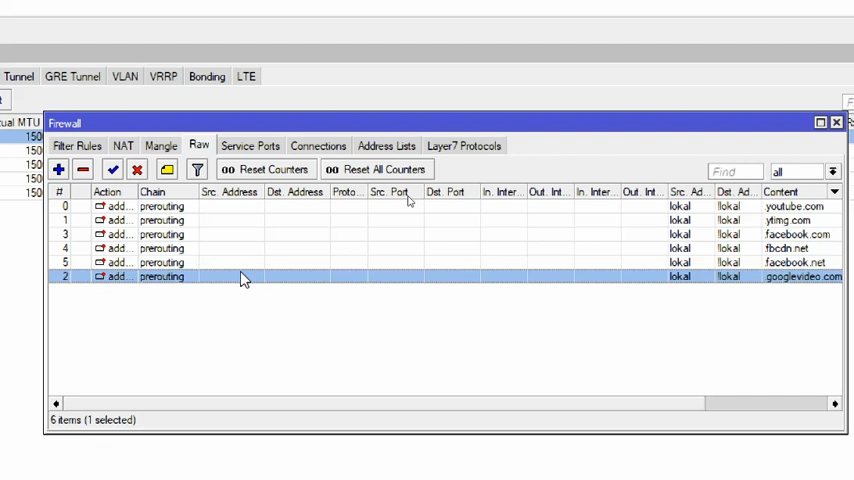 Tunnel GRE Tunnel VLAN VRRP Bonding LTE
ual MTU
Firewall
150
Filter Rules NAT Mangle Raw Service Ports Connections Address Lists Layer7 Protocols
150
150
00 Reset Counters 00 Reset All Counters Find all
150
150
# Action Chain Src. Address Dst. Address Proto... Src. Port Dst. Port In. Inter... Out. Int... In. Inter... Out. Int... Src. Ad... Dst. Ad... Content
0 add... prerouting lokal !lokal .youtube.com
1 add... prerouting lokal !lokal .ytimg.com
3 add... prerouting lokal !lokal .facebook.com
4 add... prerouting lokal !lokal .fbcdn.net
5 add... prerouting lokal !lokal .facebook.net
2 add... prerouting lokal !lokal .googlevideo.com
6 items (1 selected)